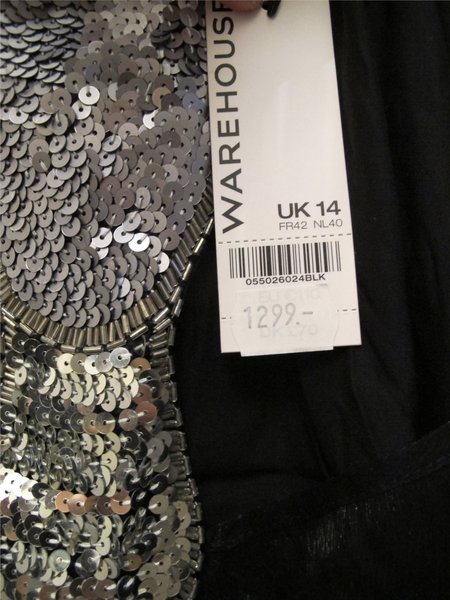 WAREHOUSE
UK 14
FR42 NL40
055026024BLK
1299.-